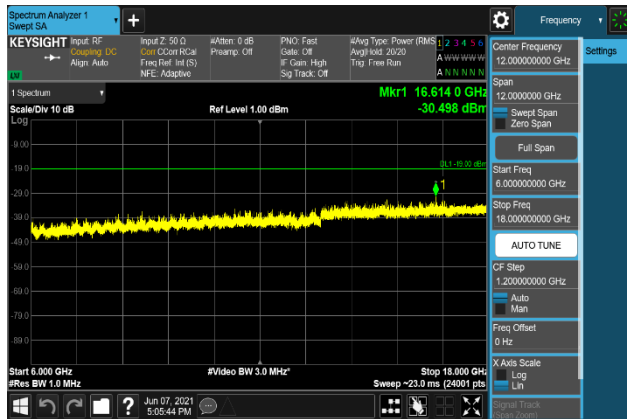 Spectrum Analyzer 1
Swept SA
+
Frequency
KEYSIGHT
Input: RF
Coupling: DC
Align: Auto
Input Z: 50 Ω
Corr CCorr RCal
Freq Ref: Int (S)
NFE: Adaptive
#Atten: 0 dB
Preamp: Off
PNO: Fast
Gate: Off
IF Gain: High
Sig Track: Off
#Avg Type: Power (RMS
Avg|Hold: 20/20
Trig: Free Run
1 2 3 4 5 6
A W W W W W
A N N N N N
LXI
1 Spectrum
Scale/Div 10 dB
Log
Ref Level 1.00 dBm
Mkr1 16.614 0 GHz
-30.498 dBm
-9.00
-19.0
-29.0
-39.0
-49.0
-59.0
-69.0
-79.0
-89.0
DL1 -19.00 dBm
1
Start 6.000 GHz
#Res BW 1.0 MHz
#Video BW 3.0 MHz*
Stop 18.000 GHz
Sweep ~23.0 ms (24001 pts
Jun 07, 2021
5:05:44 PM
?
Center Frequency
12.000000000 GHz
Settings
Span
12.0000000 GHz
Swept Span
Zero Span
Full Span
Start Freq
6.000000000 GHz
Stop Freq
18.000000000 GHz
AUTO TUNE
CF Step
1.200000000 GHz
Auto
Man
Freq Offset
0 Hz
X Axis Scale
Log
Lin
Signal Track
(Span Zoom)